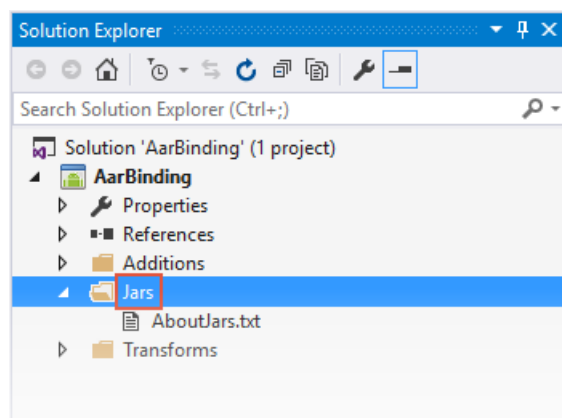 Solution Explorer
Search Solution Explorer (Ctrl+;)
Solution 'AarBinding' (1 project)
AarBinding
Properties
References
Additions
Jars
AboutJars.txt
Transforms